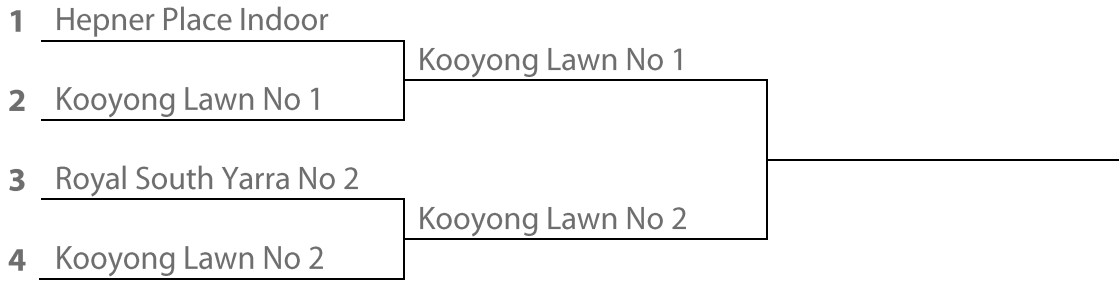 1 Hepner Place Indoor
Kooyong Lawn No 1
2 Kooyong Lawn No 1
3 Royal South Yarra No 2
Kooyong Lawn No 2
4 Kooyong Lawn No 2